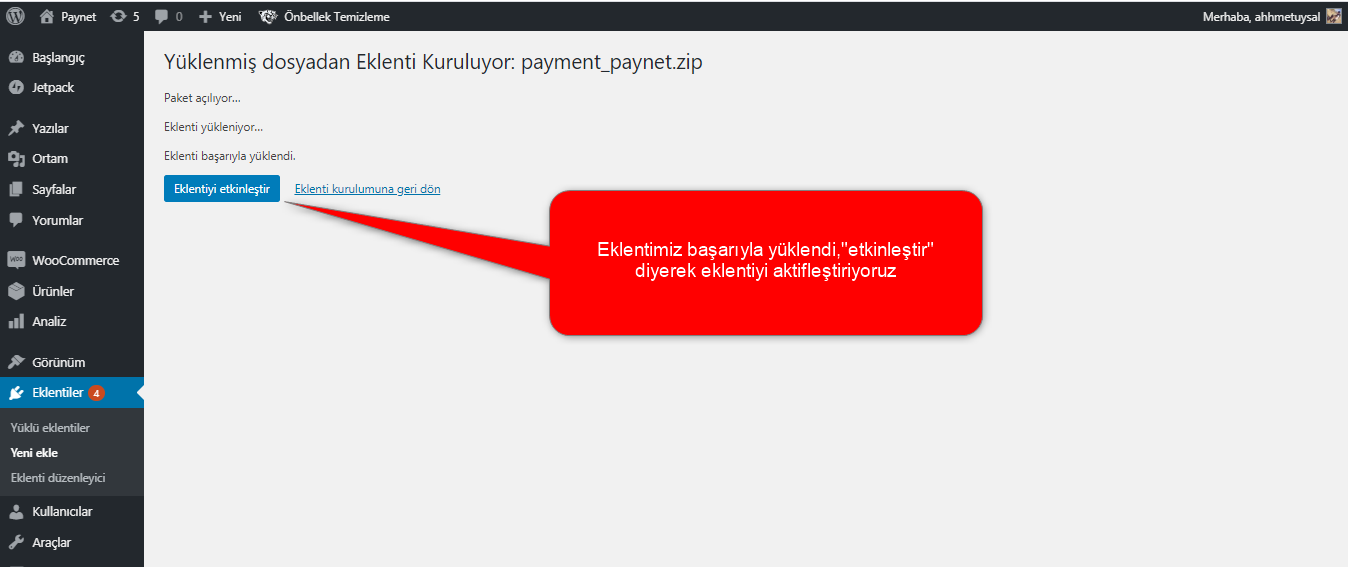 Paynet 5 0 Yeni Önbellek Temizleme Merhaba, ahhmetuysal
Başlangıç
Jetpack
Yazılar
Ortam
Sayfalar
Yorumlar
WooCommerce
Ürünler
Analiz
Görünüm
Eklentiler 4
Yüklü eklentiler
Yeni ekle
Eklenti düzenleyici
Kullanıcılar
Araçlar
Yüklenmiş dosyadan Eklenti Kuruluyor: payment_paynet.zip
Paket açılıyor...
Eklenti yükleniyor...
Eklenti başarıyla yüklendi.
Eklentiyi etkinleştir Eklenti kurulumuna geri dön
Eklentimiz başarıyla yüklendi,"etkinleştir"
diyerek eklentiyi aktifleştiriyoruz